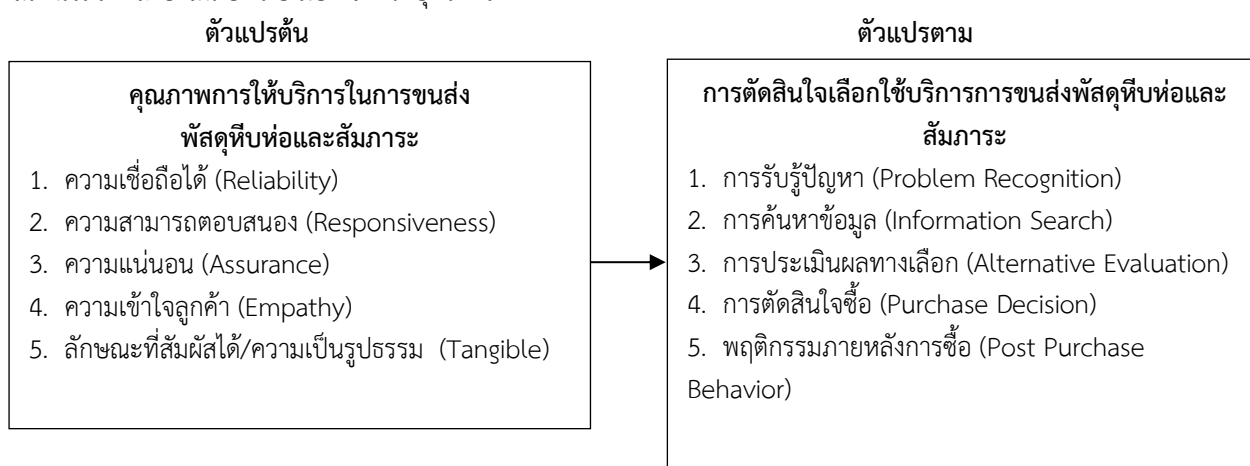 ตัวแปรต้น
ตัวแปรตาม
คุณภาพการให้บริการในการขนส่ง
พัสดุหีบห่อและสัมภาระ
1. ความเชื่อถือได้ (Reliability)
2. ความสามารถตอบสนอง (Responsiveness)
3. ความแน่นอน (Assurance)
4. ความเข้าใจลูกค้า (Empathy)
5. ลักษณะที่สัมผัสได้/ความเป็นรูปธรรม (Tangible)
การตัดสินใจเลือกใช้บริการการขนส่งพัสดุหีบห่อและ
สัมภาระ
1. การรับรู้ปัญหา (Problem Recognition)
2. การค้นหาข้อมูล (Information Search)
3. การประเมินผลทางเลือก (Alternative Evaluation)
4. การตัดสินใจซื้อ (Purchase Decision)
5. พฤติกรรมภายหลังการซื้อ (Post Purchase
Behavior)